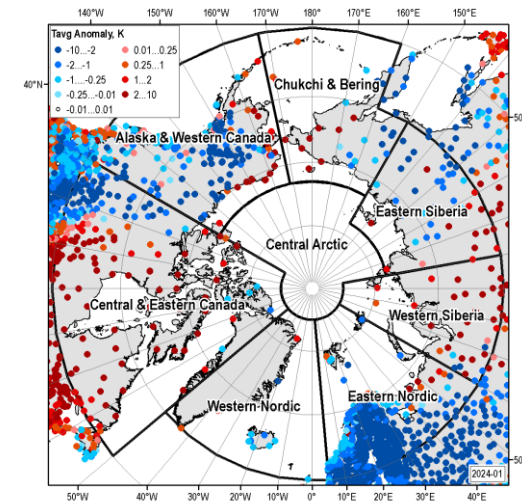 140°W 150°W 160°W 170°W 180° 170°E 160°E 150°E
Tavg Anomaly, K
-10...-2 0.01...0.25
-2...-1 0.25...1
-1...-0.25 1...2
-0.25...-0.01 2...10
-0.01...0.01
40°N
Chukchi & Bering
50
Alaska & Western Canada
Eastern Siberia
Central Arctic
Central & Eastern Canada
Western Siberia
Eastern Nordic
Western Nordic
50
2024-01
50°W 40°W 30°W 20°W 10°W 0° 10°E 20°E 30°E 40°E